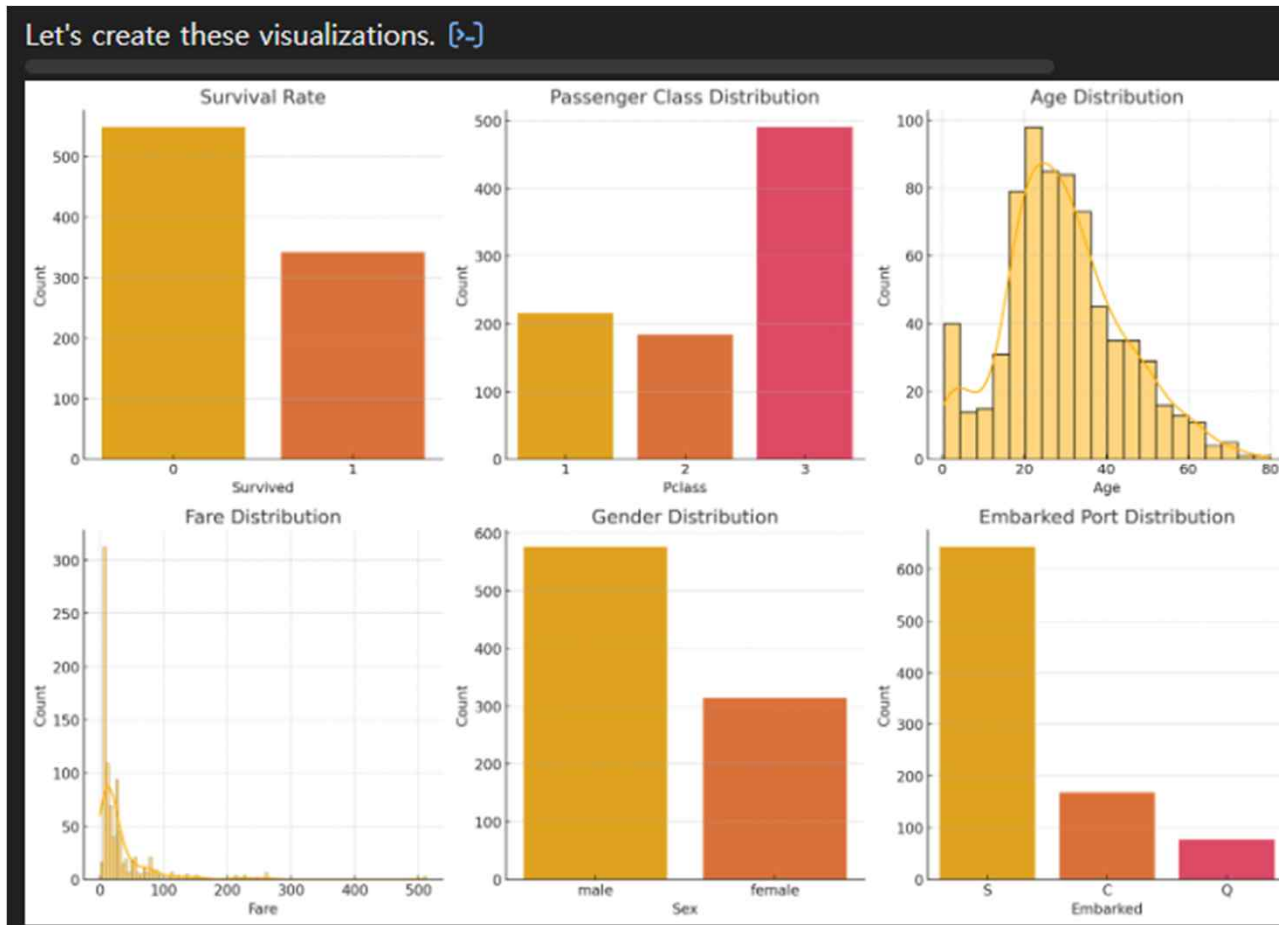 Let's create these visualizations. [>-]
Survival Rate
Count
500
400
300
200
100
0
0 1
Survived
Passenger Class Distribution
Count
500
400
300
200
100
0
1 2 3
Pclass
Age Distribution
Count
100
80
60
40
20
0
0 20 40 60 80
Age
Fare Distribution
Count
300
250
200
150
100
50
0
0 100 200 300 400 500
Fare
Gender Distribution
Count
600
500
400
300
200
100
0
male female
Sex
Embarked Port Distribution
Count
600
500
400
300
200
100
0
S C Q
Embarked